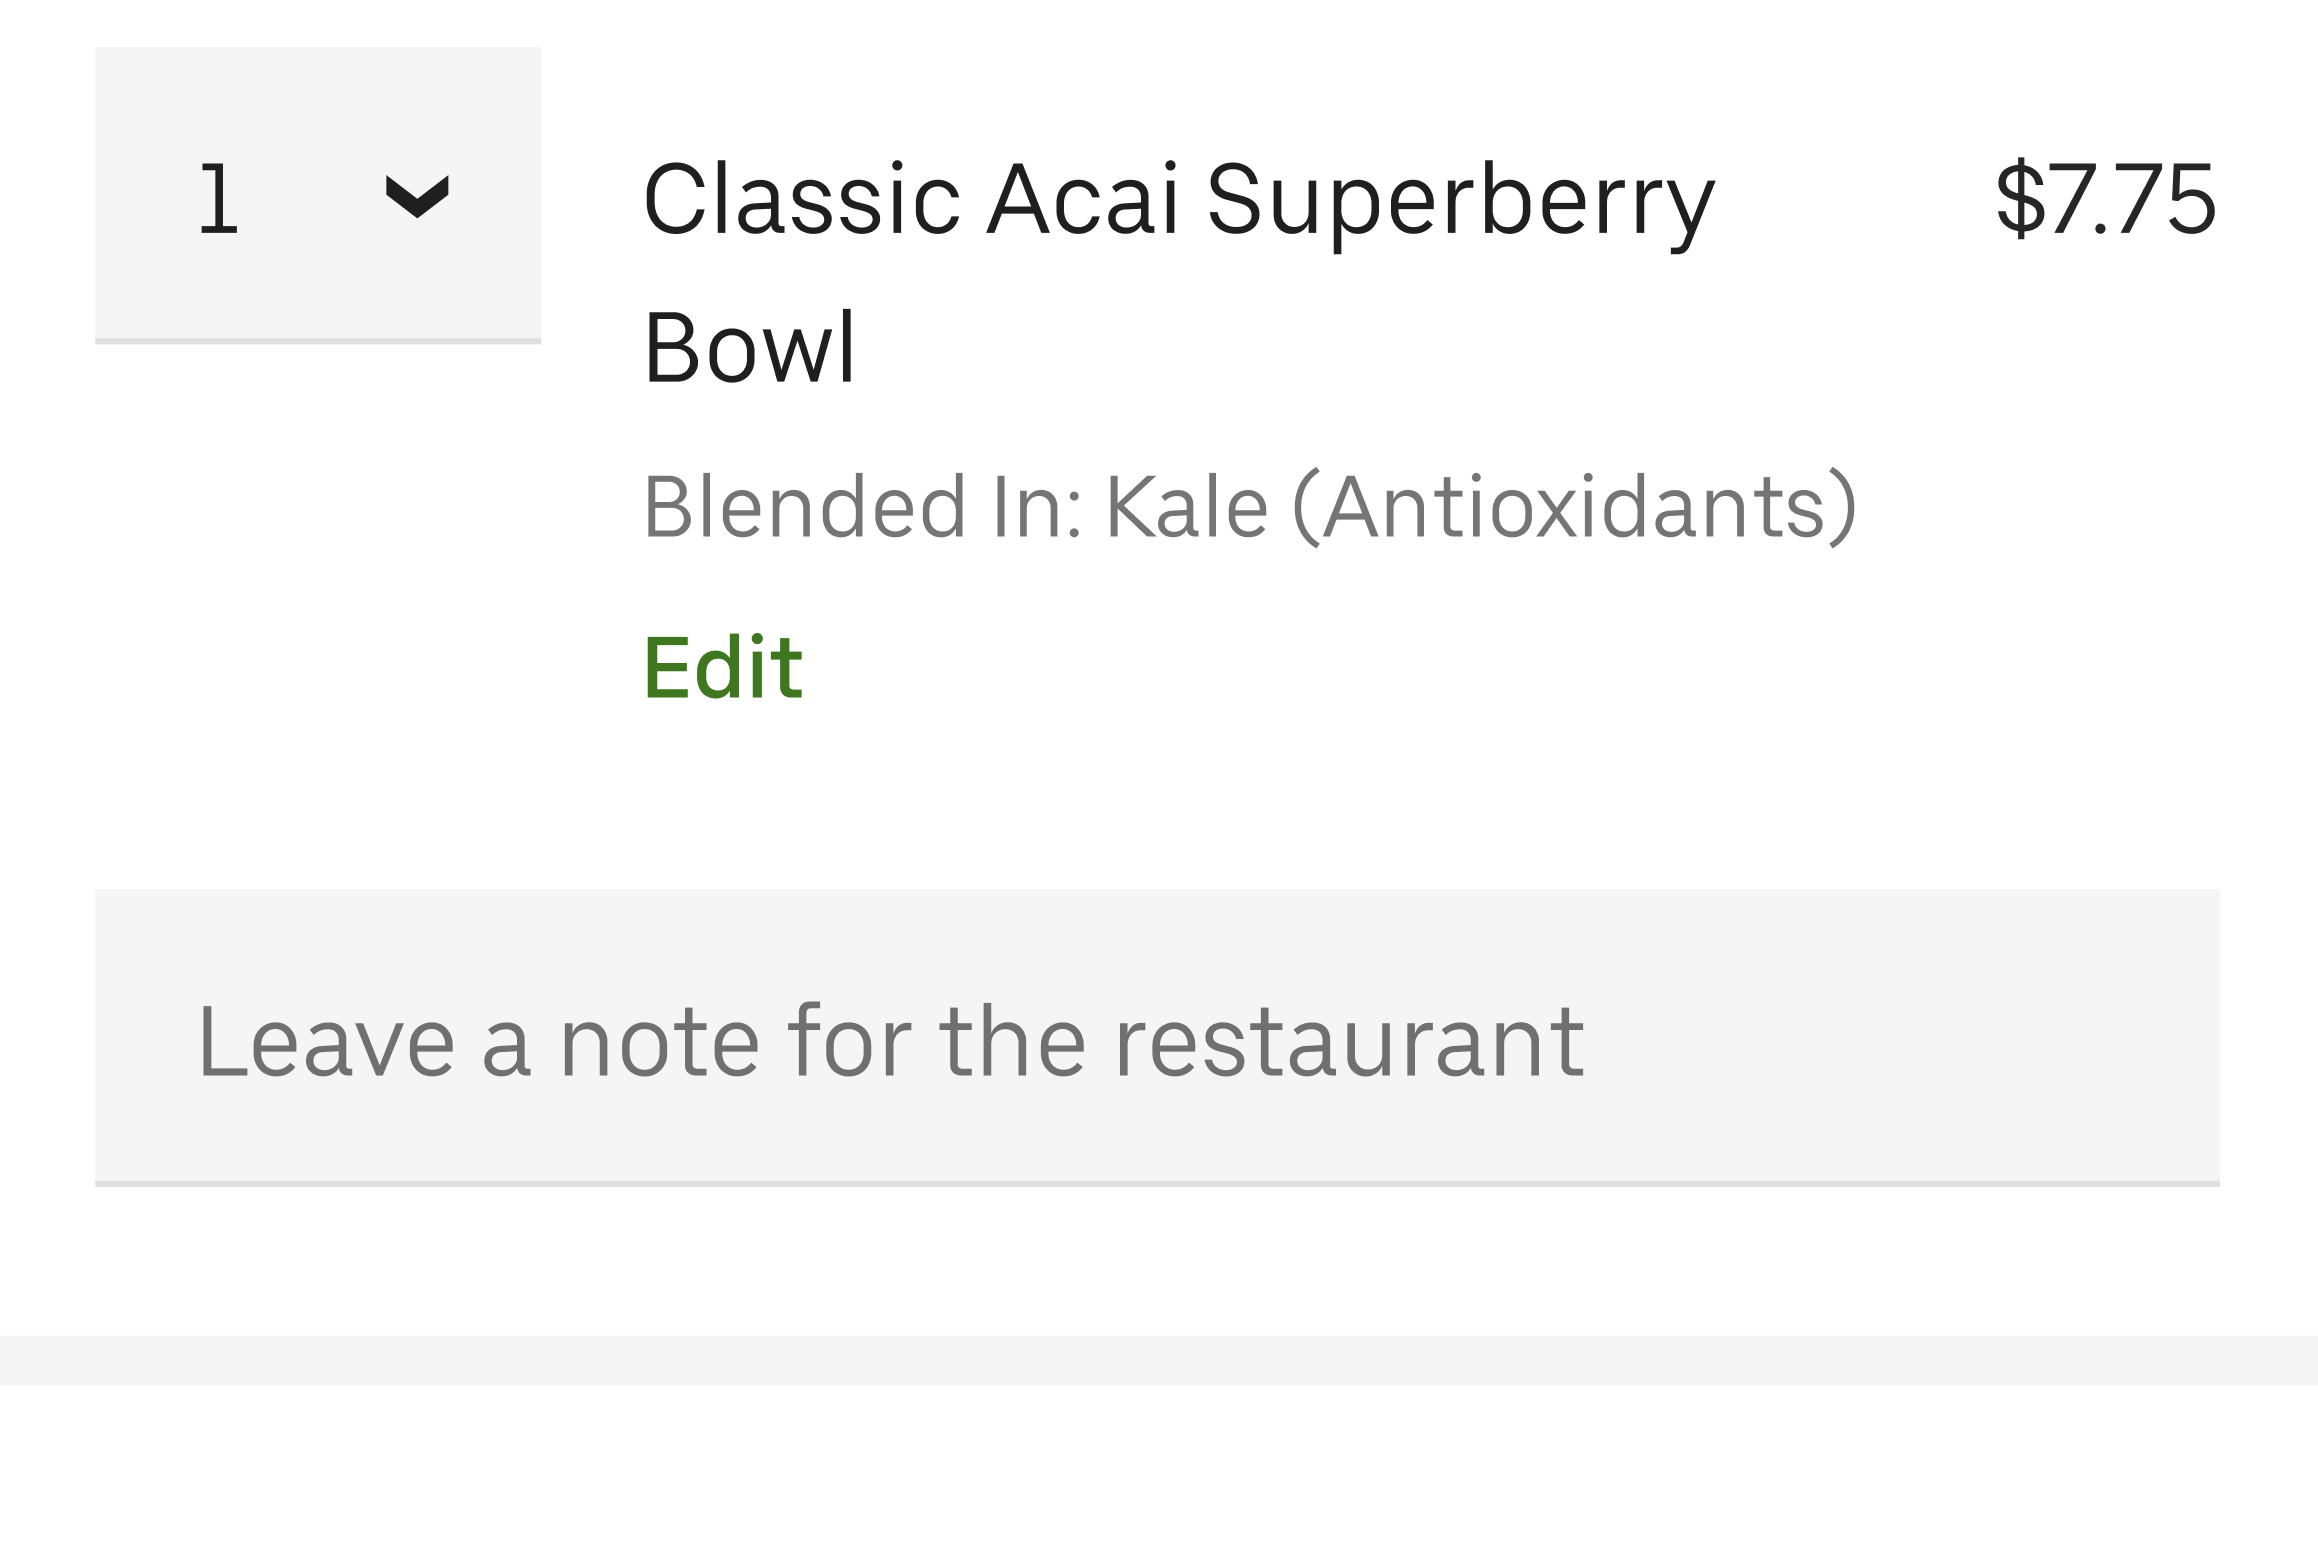 1 Classic Acai Superberry $7.75
Bowl
Blended In: Kale (Antioxidants)
Edit
Leave a note for the restaurant